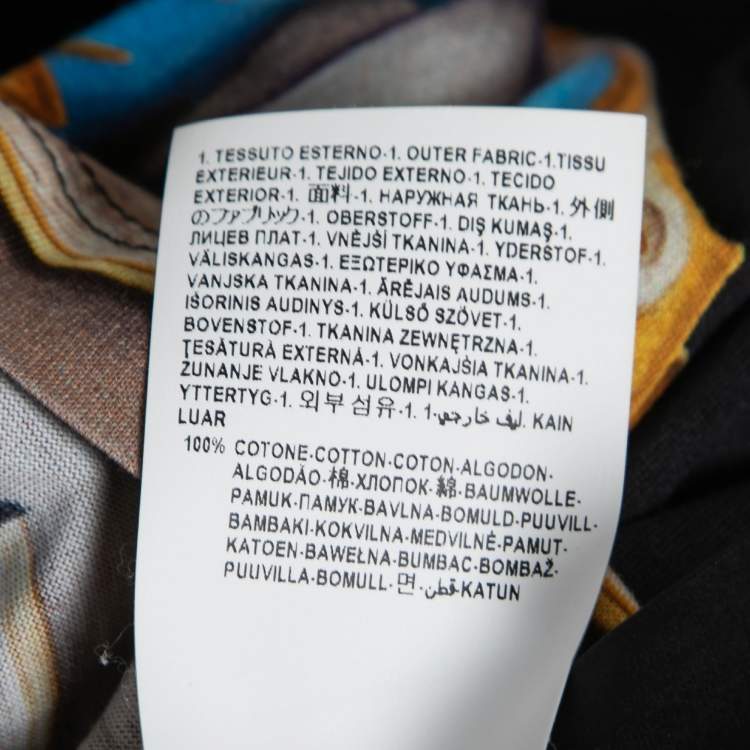 1. TESSUTO ESTERNO-1. OUTER FABRIC-1.TISSU
EXTERIEUR-1. TEJIDO EXTERNO-1. TECIDO
EXTERIOR-1. 面料-1. НАРУЖНАЯ ТКАНЬ-1. 外側
のファブリック-1. OBERSTOFF-1. DIŞ KUMAŞ-1.
ЛИЦЕВ ПЛАТ-1. VNĚJŠÍ TKANINA-1. YDERSTOF-1.
VÄLISKANGAS-1. ΕΞΩΤΕΡΙΚΟ ΥΦΑΣΜΑ-1.
VANJSKA TKANINA-1. ĀRĒJAIS AUDUMS-1.
IŠORINIS AUDINYS-1. KÜLSŐ SZÖVET-1.
BOVENSTOF-1. TKANINA ZEWNĘTRZNA-1.
ŢESĂTURĂ EXTERNĂ-1. VONKAJŠIA TKANINA-1.
ZUNANJE VLAKNO-1. ULOMPI KANGAS-1.
YTTERTYG-1. 외부 섬유-1. ليف خارجي-1. KAIN
LUAR
100% COTONE-COTTON-COTON-ALGODON-
ALGODÃO-棉-ХЛОПОК-綿-BAUMWOLLE-
PAMUK-ПАМУК-BAVLNA-BOMULD-PUUVILL-
BAMBAKI-KOKVILNA-MEDVILNĖ-PAMUT-
KATOEN-BAWEŁNA-BUMBAC-BOMBAŽ-
PUUVILLA-BOMULL-면-قطن-KATUN